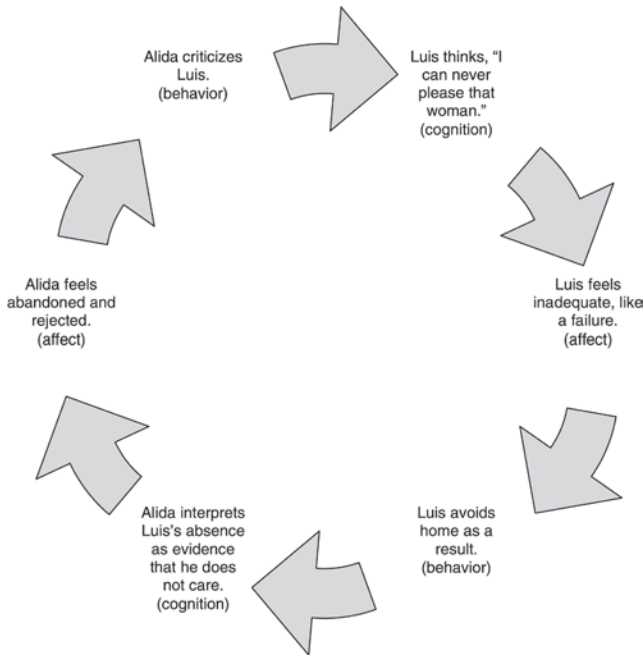 Alida criticizes
Luis.
(behavior)
Luis thinks, “I
can never
please that
woman.”
(cognition)
Luis feels
inadequate, like
a failure.
(affect)
Luis avoids
home as a
result.
(behavior)
Alida interprets
Luis's absence
as evidence
that he does
not care.
(cognition)
Alida feels
abandoned and
rejected.
(affect)